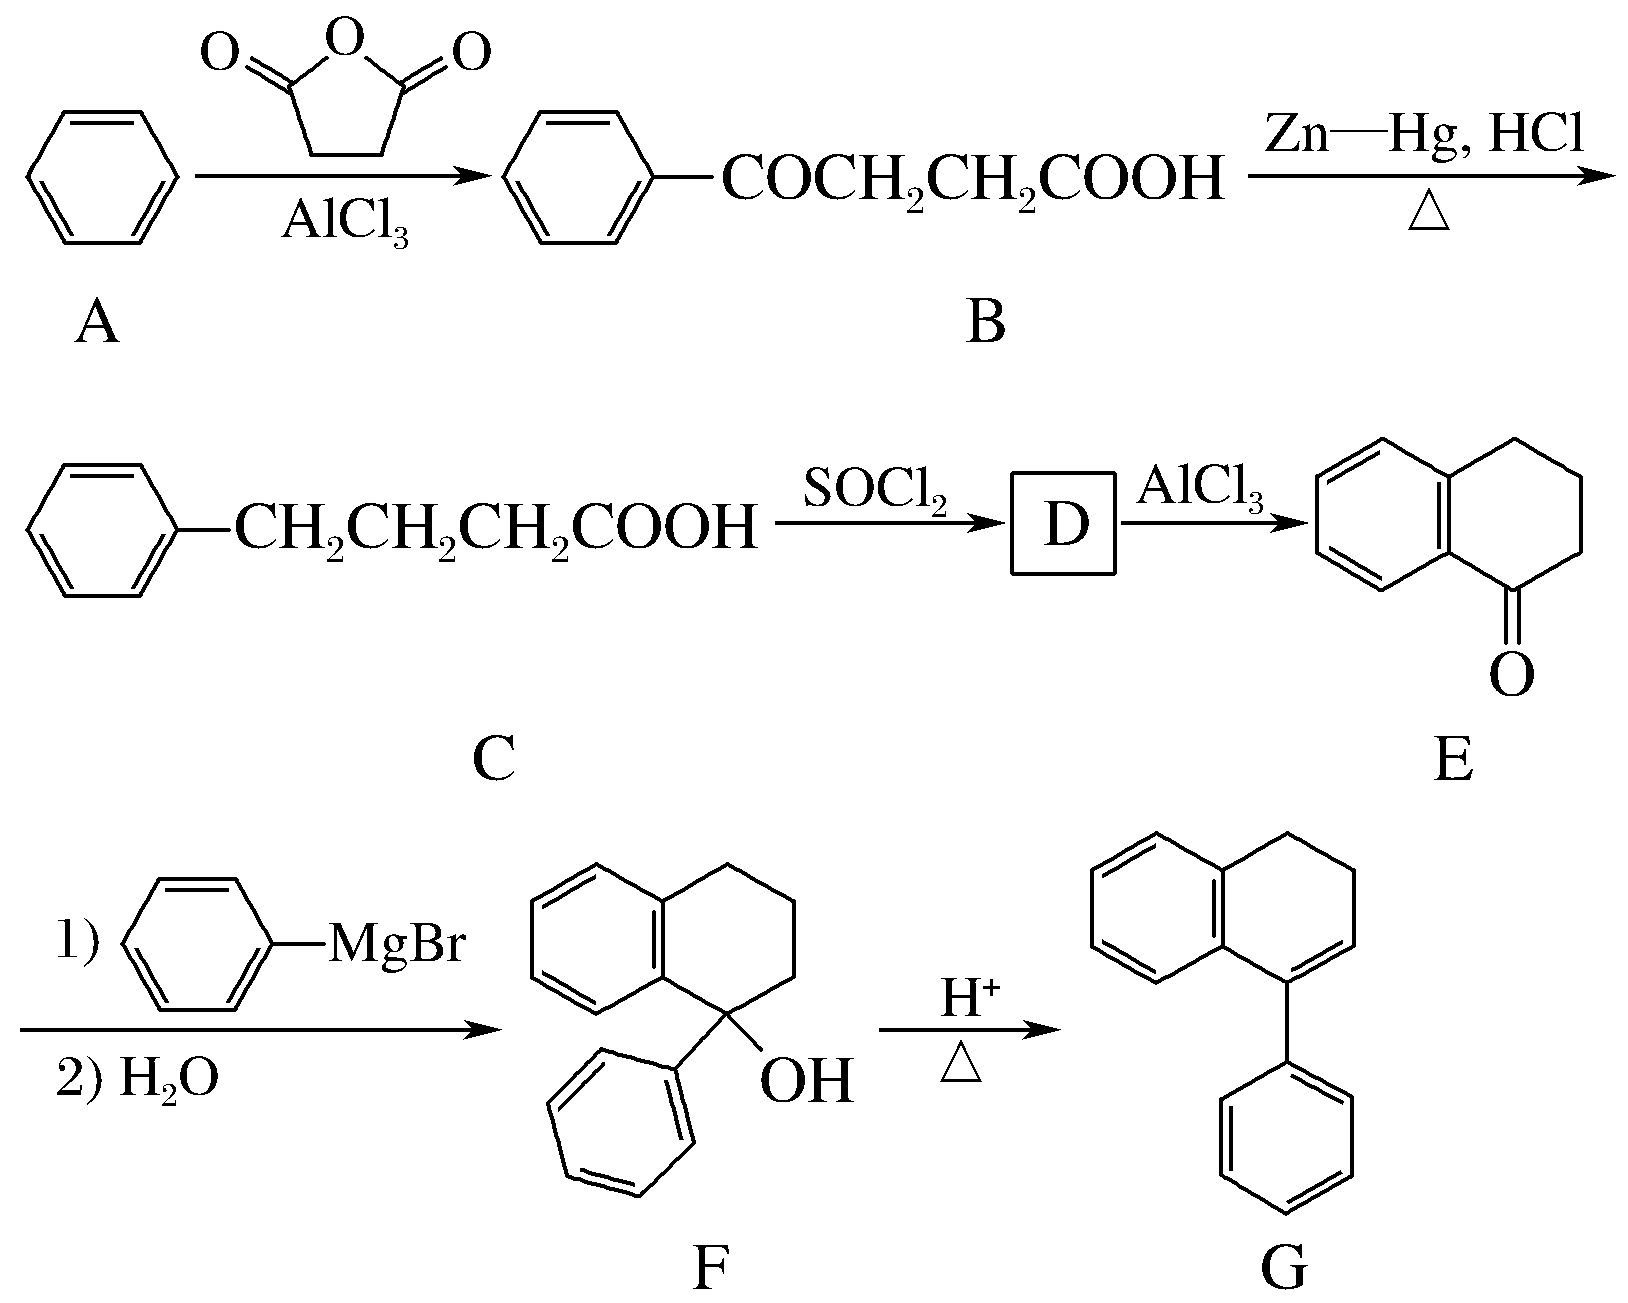 O O O
AlCl₃
COCH₂CH₂COOH
Zn—Hg, HCl
△
A
B
CH₂CH₂CH₂COOH
SOCl₂
D
AlCl₃
O
C
E
1) MgBr
2) H₂O
OH
H⁺
△
F
G